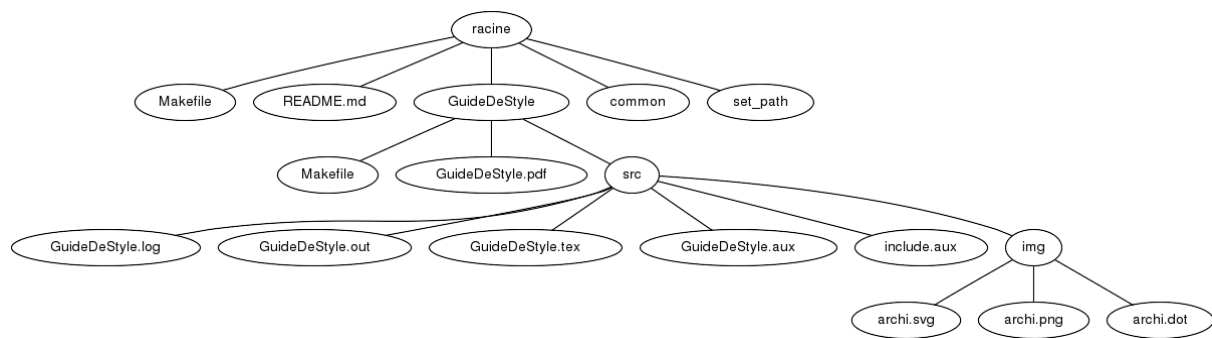 racine
Makefile README.md GuideDeStyle common set_path
Makefile GuideDeStyle.pdf src
GuideDeStyle.log GuideDeStyle.out GuideDeStyle.tex GuideDeStyle.aux include.aux img
archi.svg archi.png archi.dot